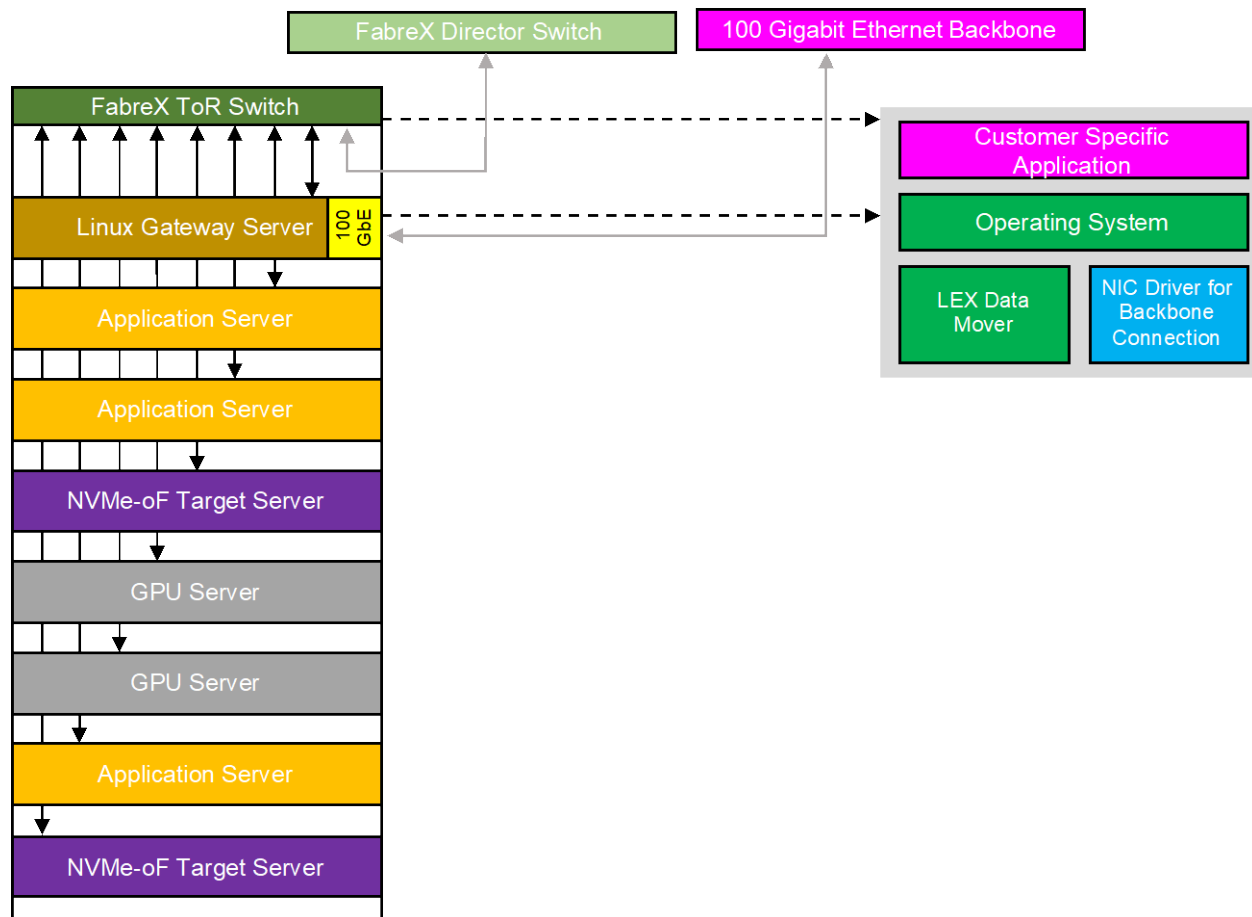 FabreX Director Switch
100 Gigabit Ethernet Backbone
FabreX ToR Switch
Customer Specific
Application
Linux Gateway Server
100
GbE
Operating System
Application Server
LEX Data
Mover
NIC Driver for
Backbone
Connection
Application Server
NVMe-oF Target Server
GPU Server
GPU Server
Application Server
NVMe-oF Target Server